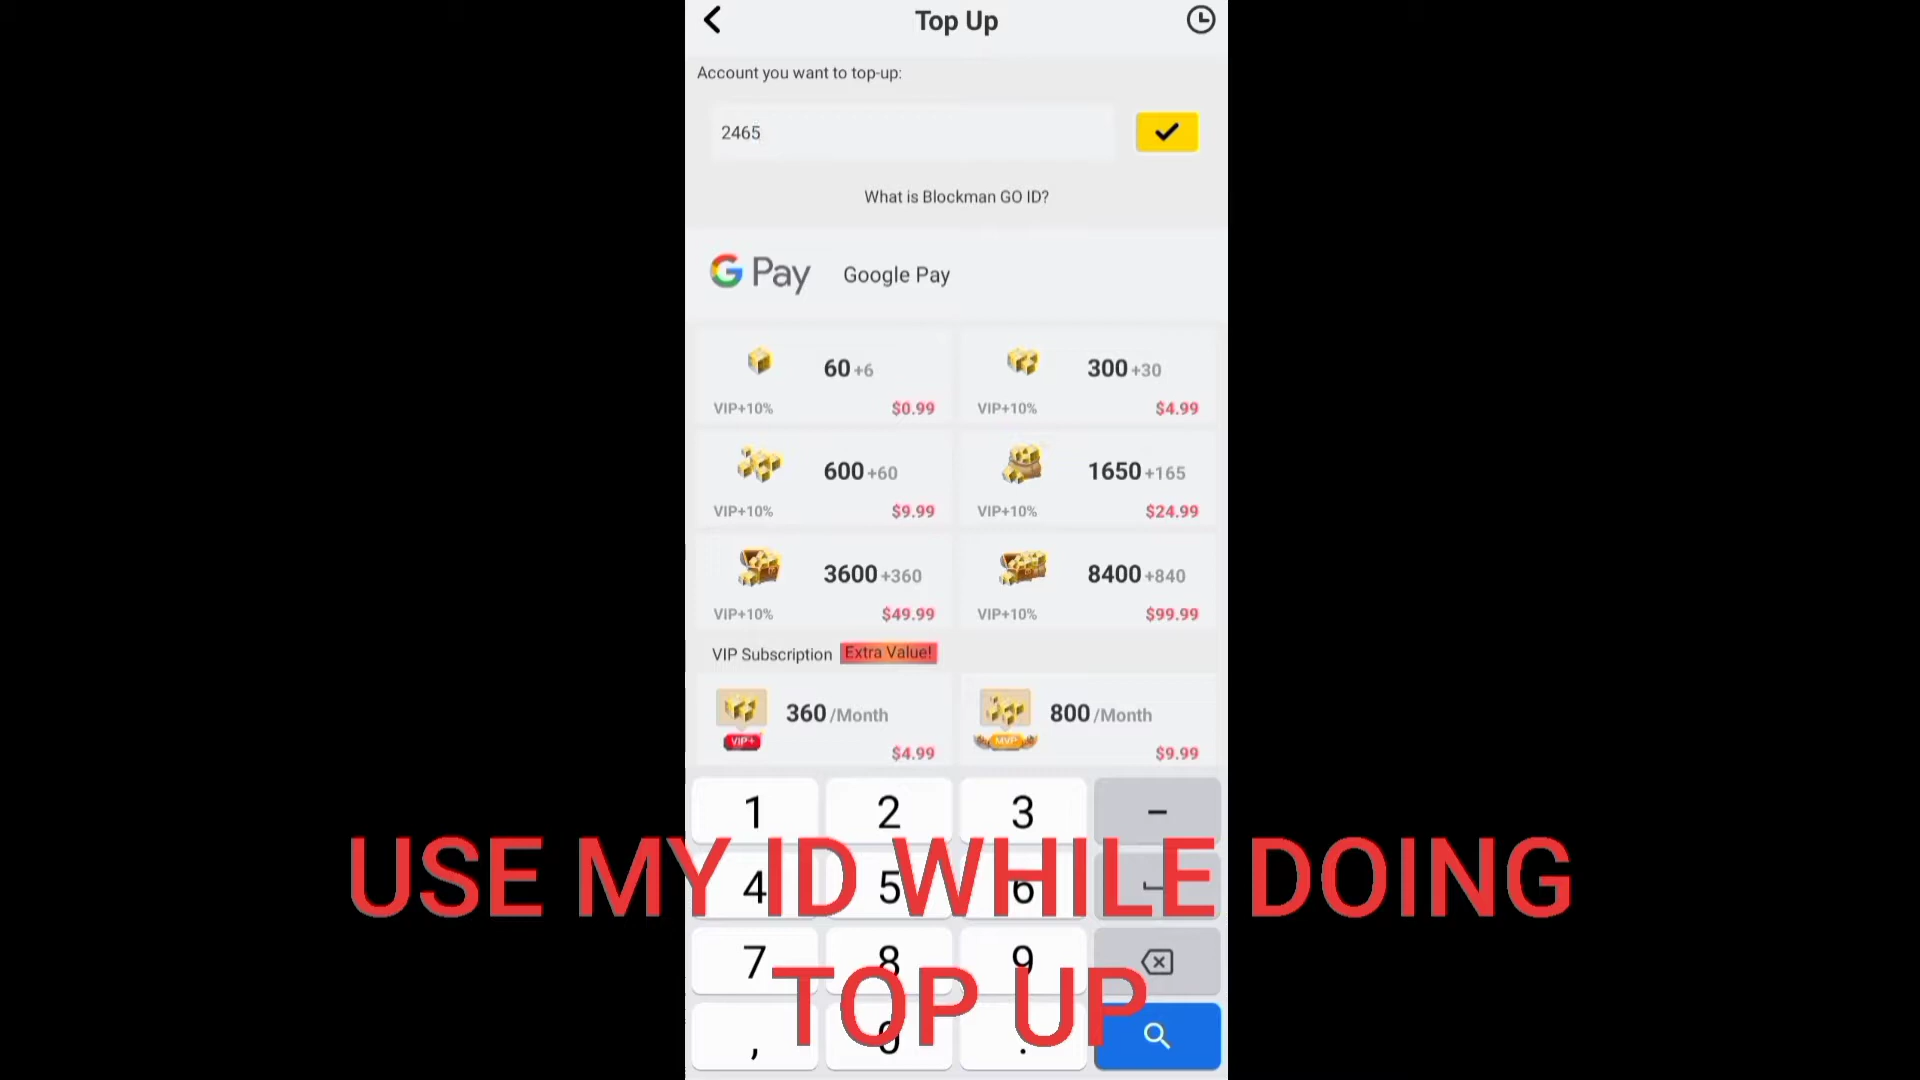 Top Up
Account you want to top-up:
2465
What is Blockman GO ID?
G Pay Google Pay
60+6 300+30
VIP+10% $0.99 VIP+10% $4.99
600+60 1650+165
VIP+10% $9.99 VIP+10% $24.99
3600+360 8400+840
VIP+10% $49.99 VIP+10% $99.99
VIP Subscription Extra Value!
360 /Month 800 /Month
VIP+ $4.99 MVP $9.99
1 2 3 –
4 5 6
USE MY ID WHILE DOING
7 8 9
TOP UP
, 0 .